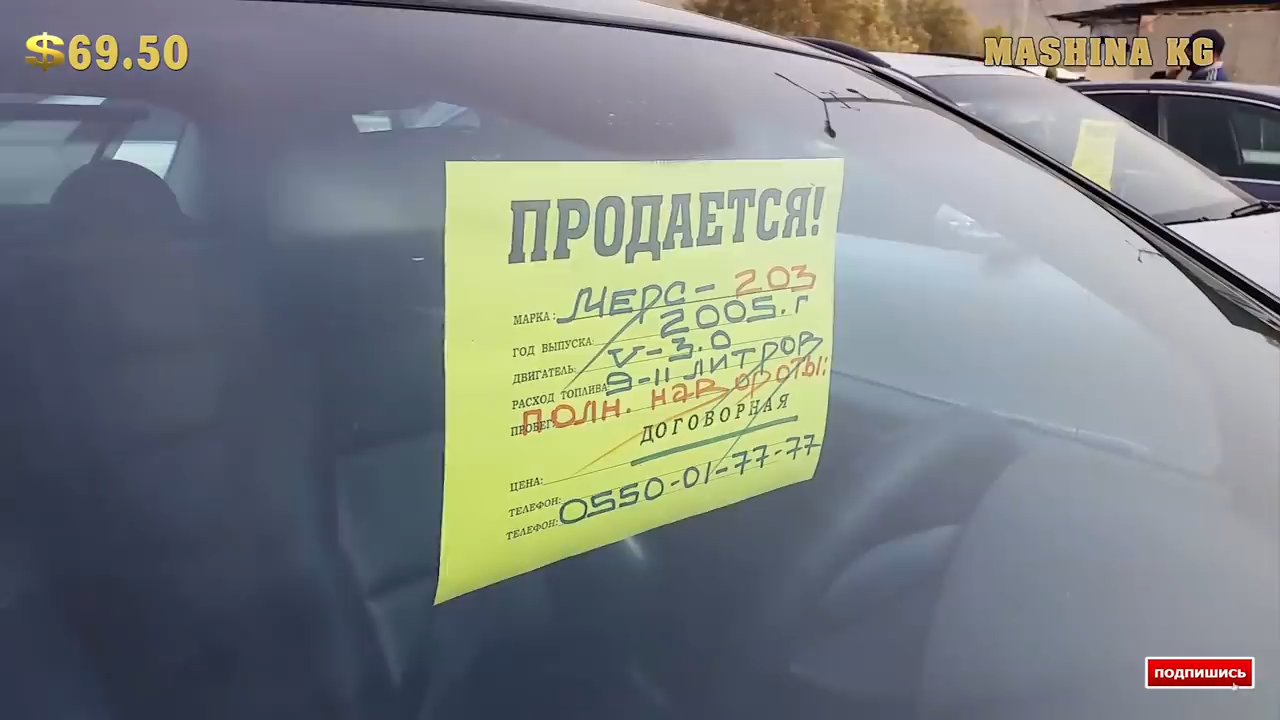 $69.50
MASHINA KG
ПРОДАЕТСЯ!
МАРКА: МЕРС - 203
ГОД ВЫПУСКА: 2005.г
ДВИГАТЕЛЬ: V-3.0
РАСХОД ТОПЛИВА: 9-11 ЛИТРОВ
ПРОБЕГ ПОЛН. НАВОРОТЫ:
ДОГОВОРНАЯ
ЦЕНА:
ТЕЛЕФОН:
ТЕЛЕФОН: 0550-01-77-77
подпишись